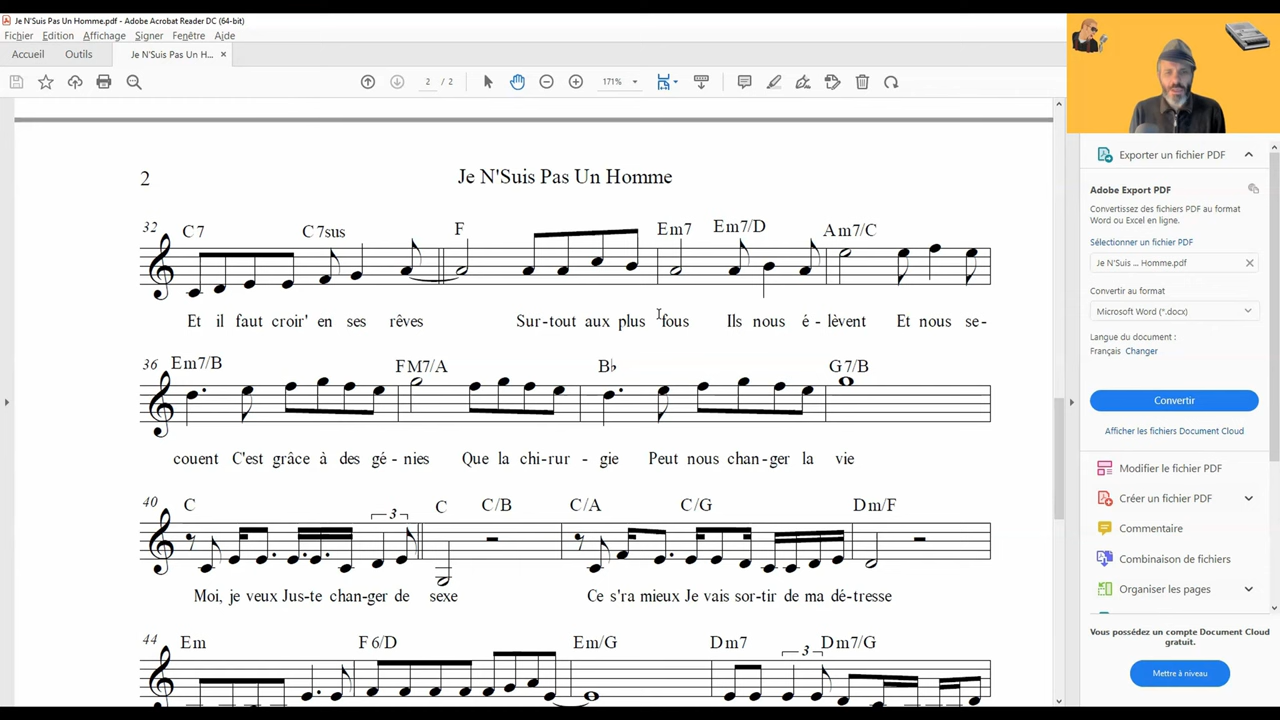 Je N'Suis Pas Un Homme.pdf - Adobe Acrobat Reader DC (64-bit)
Fichier Edition Affichage Signer Fenêtre Aide
Accueil Outils Je N'Suis Pas Un H... ×
2 / 2 171%
2 Je N'Suis Pas Un Homme
32 C7 C7sus F Em7 Em7/D Am7/C
Et il faut croir' en ses rêves Sur-tout aux plus fous Ils nous é-lèvent Et nous se-
36 Em7/B FM7/A B♭ G7/B
couent C'est grâce à des gé-nies Que la chi-rur-gie Peut nous chan-ger la vie
40 C 3 C C/B C/A C/G Dm/F
Moi, je veux Jus-te chan-ger de sexe Ce s'ra mieux Je vais sor-tir de ma dé-tresse
44 Em F6/D Em/G Dm7 3 Dm7/G
Exporter un fichier PDF
Adobe Export PDF
Convertissez des fichiers PDF au format
Word ou Excel en ligne.
Sélectionner un fichier PDF
Je N'Suis ... Homme.pdf
Convertir au format
Microsoft Word (*.docx)
Langue du document :
Français Changer
Convertir
Afficher les fichiers Document Cloud
Modifier le fichier PDF
Créer un fichier PDF
Commentaire
Combinaison de fichiers
Organiser les pages
Vous possédez un compte Document Cloud
gratuit.
Mettre à niveau